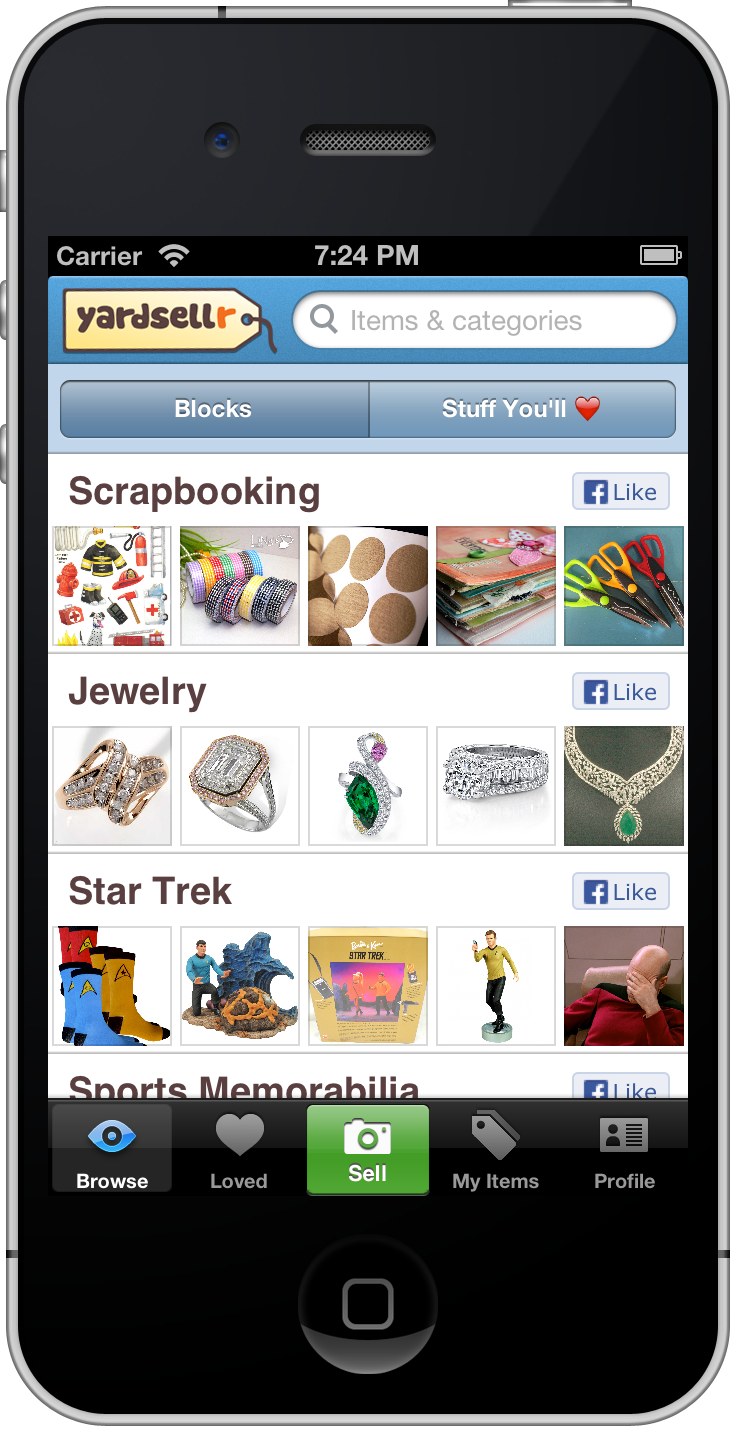 Carrier 7:24 PM
yardsellr Items & categories
Blocks Stuff You'll ❤
Scrapbooking Like
Jewelry Like
Star Trek Like
STAR TREK
Sports Memorabilia Like
Browse Loved Sell My Items Profile